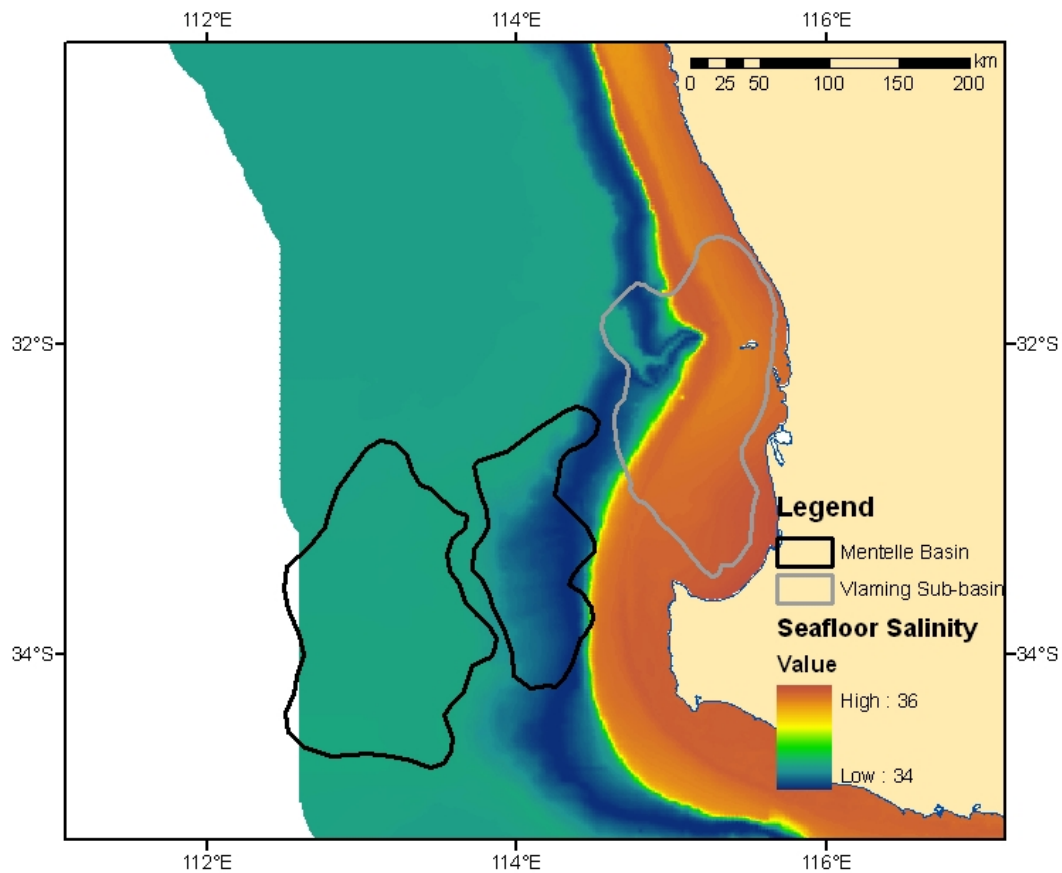 112°E 114°E 116°E
km
0 25 50 100 150 200
32°S 32°S
Legend
Mentelle Basin
Vlaming Sub-basin
Seafloor Salinity
34°S 34°S
Value
High : 36
Low : 34
112°E 114°E 116°E